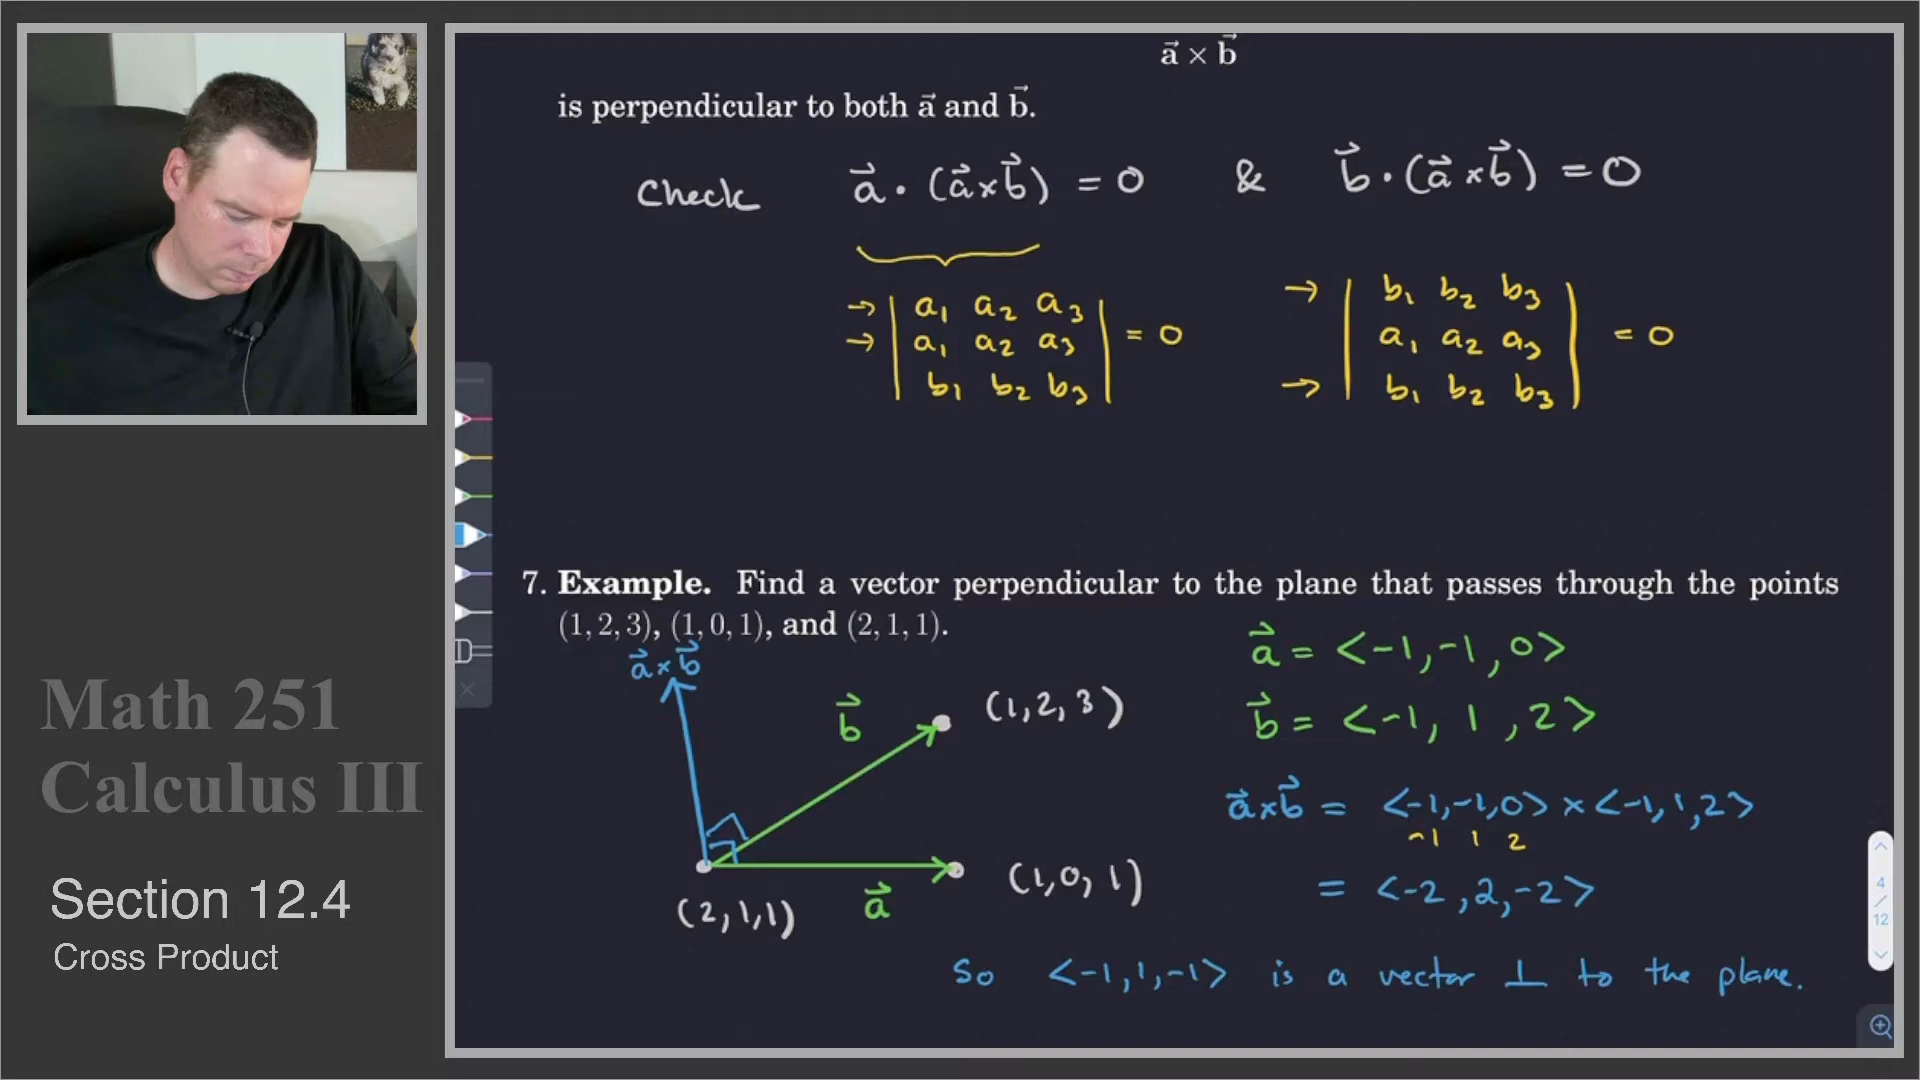 a⃗ × b⃗
is perpendicular to both a⃗ and b⃗.
Check a⃗ · (a⃗ × b⃗) = 0 & b⃗ · (a⃗ × b⃗) = 0
→ | a₁ a₂ a₃ |
→ | a₁ a₂ a₃ | = 0
| b₁ b₂ b₃ |
→ | b₁ b₂ b₃ |
| a₁ a₂ a₃ | = 0
→ | b₁ b₂ b₃ |
7. Example. Find a vector perpendicular to the plane that passes through the points
(1, 2, 3), (1, 0, 1), and (2, 1, 1).
a⃗ × b⃗
b⃗
(1, 2, 3)
(1, 0, 1)
a⃗
(2, 1, 1)
a⃗ = <-1, -1, 0>
b⃗ = <-1, 1, 2>
a⃗ × b⃗ = <-1, -1, 0> × <-1, 1, 2>
-1 1 2
= <-2, 2, -2>
So <-1, 1, -1> is a vector ⊥ to the plane.
Math 251
Calculus III
Section 12.4
Cross Product
4
/
12